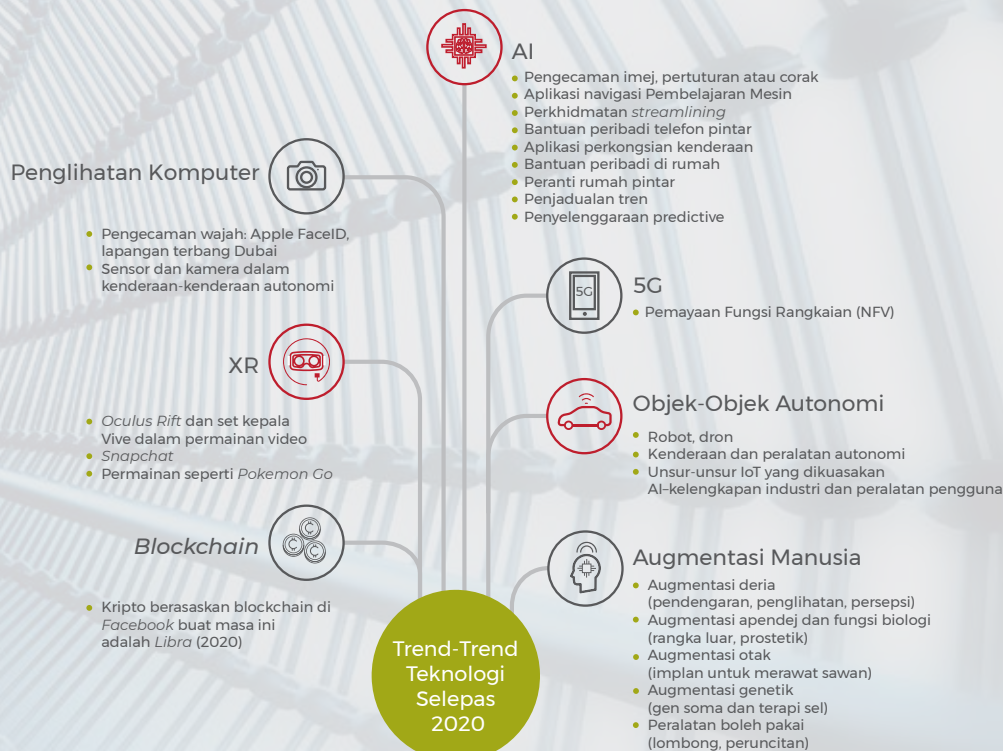 AI
Pengecaman imej, pertuturan atau corak
Aplikasi navigasi Pembelajaran Mesin
Perkhidmatan streamlining
Bantuan peribadi telefon pintar
Aplikasi perkongsian kenderaan
Bantuan peribadi di rumah
Peranti rumah pintar
Penjadualan tren
Penyelenggaraan predictive
Penglihatan Komputer
Pengecaman wajah: Apple FaceID,
lapangan terbang Dubai
Sensor dan kamera dalam
kenderaan-kenderaan autonomi
5G
5G
Pemayaan Fungsi Rangkaian (NFV)
XR
Oculus Rift dan set kepala
Vive dalam permainan video
Snapchat
Permainan seperti Pokemon Go
Objek-Objek Autonomi
Robot, dron
Kenderaan dan peralatan autonomi
Unsur-unsur IoT yang dikuasakan
AI–kelengkapan industri dan peralatan pengguna
Blockchain
Kripto berasaskan blockchain di
Facebook buat masa ini
adalah Libra (2020)
Augmentasi Manusia
Augmentasi deria
(pendengaran, penglihatan, persepsi)
Augmentasi apendej dan fungsi biologi
(rangka luar, prostetik)
Augmentasi otak
(implan untuk merawat sawan)
Augmentasi genetik
(gen soma dan terapi sel)
Peralatan boleh pakai
(lombong, peruncitan)
Trend-Trend
Teknologi
Selepas
2020